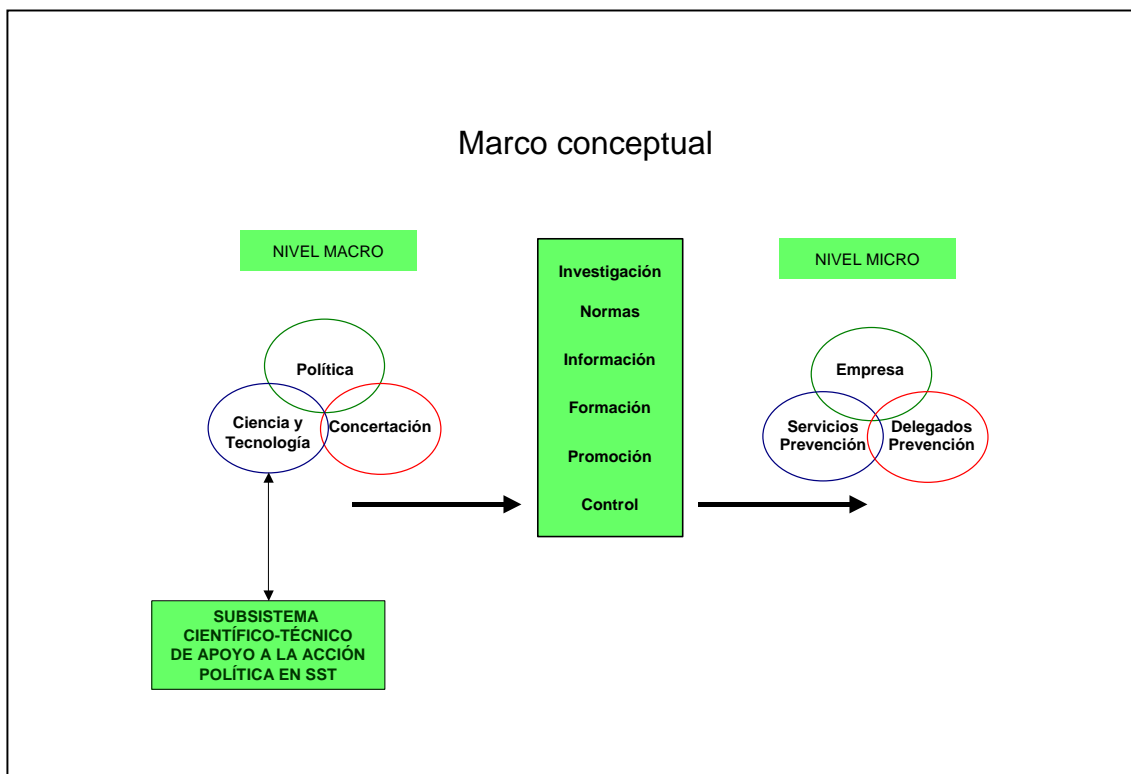 Marco conceptual
NIVEL MACRO
Política
Ciencia y
Tecnología
Concertación
SUBSISTEMA
CIENTÍFICO-TÉCNICO
DE APOYO A LA ACCIÓN
POLÍTICA EN SST
Investigación
Normas
Información
Formación
Promoción
Control
NIVEL MICRO
Empresa
Servicios
Prevención
Delegados
Prevención